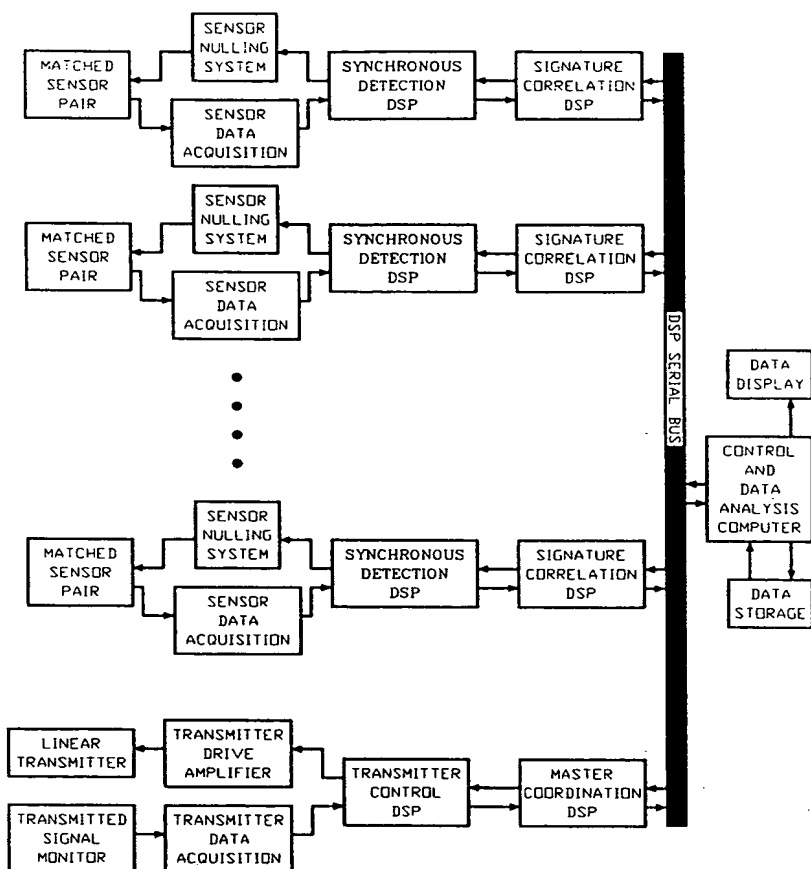 SENSOR
NULLING
SYSTEM
MATCHED
SENSOR
PAIR
SENSOR
DATA
ACQUISITION
SYNCHRONOUS
DETECTION
DSP
SIGNATURE
CORRELATION
DSP
SENSOR
NULLING
SYSTEM
MATCHED
SENSOR
PAIR
SENSOR
DATA
ACQUISITION
SYNCHRONOUS
DETECTION
DSP
SIGNATURE
CORRELATION
DSP
DSP SERIAL BUS
DATA
DISPLAY
CONTROL
AND
DATA
ANALYSIS
COMPUTER
DATA
STORAGE
SENSOR
NULLING
SYSTEM
MATCHED
SENSOR
PAIR
SENSOR
DATA
ACQUISITION
SYNCHRONOUS
DETECTION
DSP
SIGNATURE
CORRELATION
DSP
LINEAR
TRANSMITTER
TRANSMITTER
DRIVE
AMPLIFIER
TRANSMITTER
CONTROL
DSP
MASTER
COORDINATION
DSP
TRANSMITTED
SIGNAL
MONITOR
TRANSMITTER
DATA
ACQUISITION